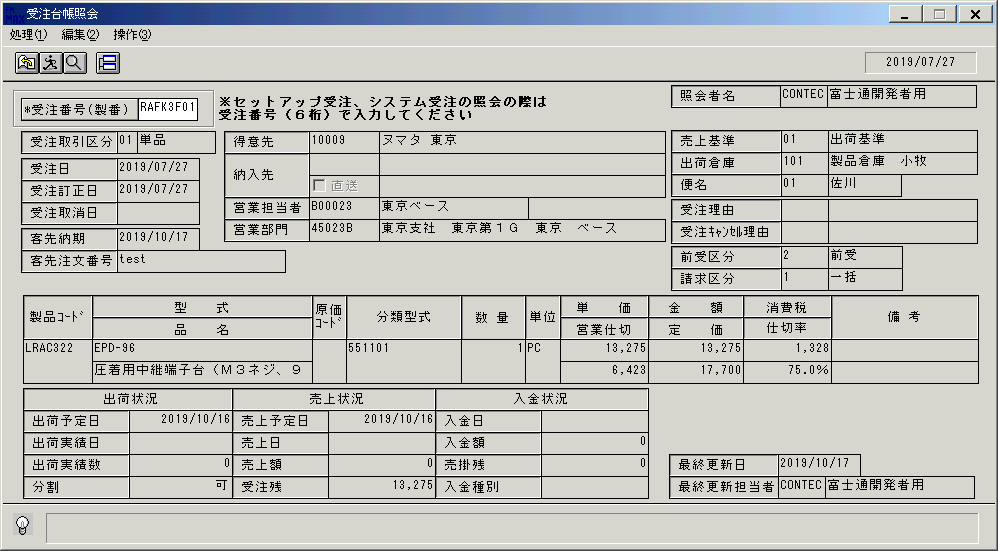 受注台帳照会
処理(1) 編集(2) 操作(3)
2019/07/27
*受注番号(製番) RAFK3F01
※セットアップ受注、システム受注の照会の際は
受注番号（６桁）で入力してください
照会者名 CONTEC 富士通開発者用
受注取引区分 01 単品
得意先 10009 ヌマタ 東京
売上基準 01 出荷基準
受注日 2019/07/27
納入先
出荷倉庫 101 製品倉庫 小牧
受注訂正日 2019/07/27
直送
便名 01 佐川
受注取消日
営業担当者 B00023 東京ベース
受注理由
客先納期 2019/10/17
営業部門 45023B 東京支社 東京第１Ｇ 東京 ベース
受注ｷｬﾝｾﾙ理由
客先注文番号 test
前受区分 2 前受
請求区分 1 一括
製品ｺｰﾄﾞ 型 式 原価ｺｰﾄﾞ 分類型式 数 量 単位 単 価 金 額 消費税 備 考
品 名 営業仕切 定 価 仕切率
LRAC322 EPD-96 551101 1 PC 13,275 13,275 1,328
圧着用中継端子台（Ｍ３ネジ、９ 6,423 17,700 75.0%
出荷状況 売上状況 入金状況
出荷予定日 2019/10/16 売上予定日 2019/10/16 入金日
出荷実績日 売上日 入金額 0
出荷実績数 0 売上額 0 売掛残 0
分割 可 受注残 13,275 入金種別
最終更新日 2019/10/17
最終更新担当者 CONTEC 富士通開発者用